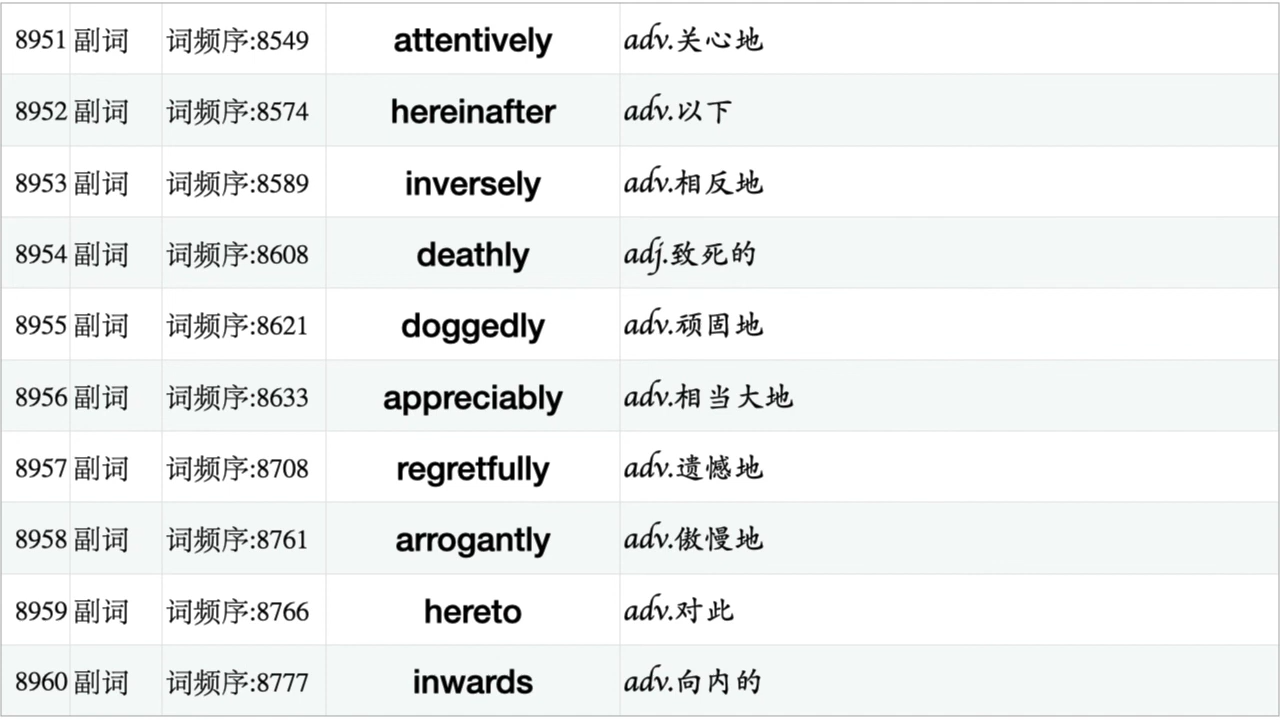 8951 副词 词频序:8549 attentively adv.关心地
8952 副词 词频序:8574 hereinafter adv.以下
8953 副词 词频序:8589 inversely adv.相反地
8954 副词 词频序:8608 deathly adj.致死的
8955 副词 词频序:8621 doggedly adv.顽固地
8956 副词 词频序:8633 appreciably adv.相当大地
8957 副词 词频序:8708 regretfully adv.遗憾地
8958 副词 词频序:8761 arrogantly adv.傲慢地
8959 副词 词频序:8766 hereto adv.对此
8960 副词 词频序:8777 inwards adv.向内的